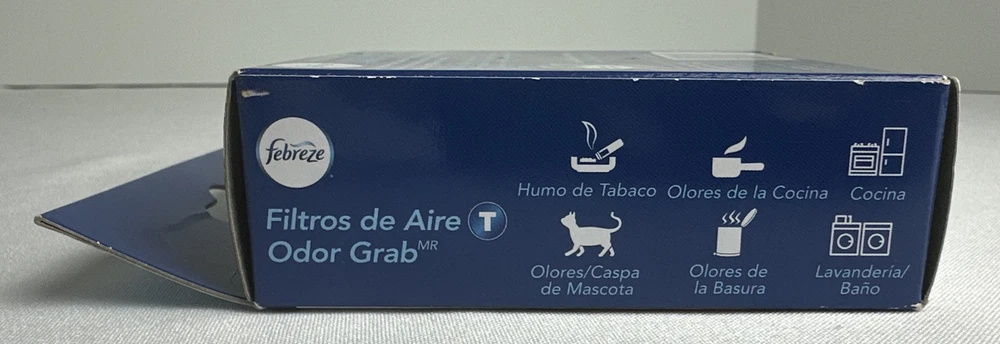 febreze
Filtros de Aire T
Odor Grab MR
Humo de Tabaco
Olores de la Cocina
Cocina
Olores/Caspa
de Mascota
Olores de
la Basura
Lavandería/
Baño